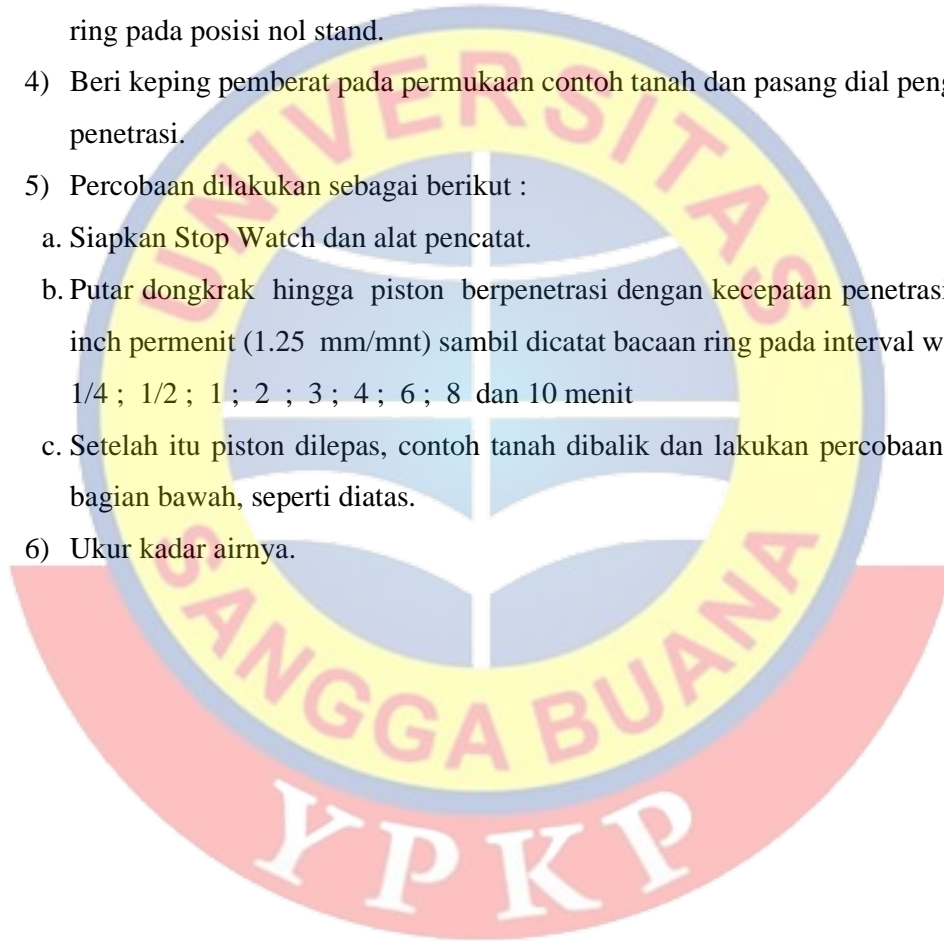 ring pada posisi nol stand.
4) Beri keping pemberat pada permukaan contoh tanah dan pasang dial
penetrasi.
5) Percobaan dilakukan sebagai berikut :
a. Siapkan Stop Watch dan alat pencatat.
b. Putar dongkrak hingga piston berpenetrasi dengan kecepatan penetrasi
inch permenit (1.25 mm/mnt) sambil dicatat bacaan ring pada interval
1/4 ; 1/2 ; 1 ; 2 ; 3 ; 4 ; 6 ; 8 dan 10 menit
c. Setelah itu piston dilepas, contoh tanah dibalik dan lakukan percobaan
bagian bawah, seperti diatas.
6) Ukur kadar airnya.
UNIVERSITAS
SANGGA BUANA
YPKP